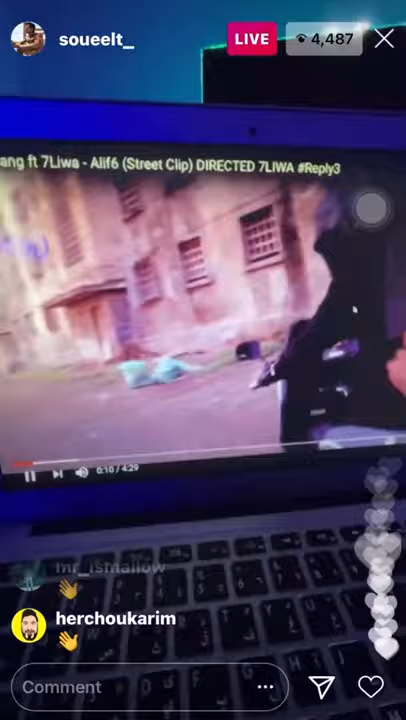 soueelt_
LIVE
4,487
ang ft 7Liwa - Alif6 (Street Clip) DIRECTED 7LIWA #Reply3
0:10 / 4:29
mr_ismallow
herchoukarim
Comment